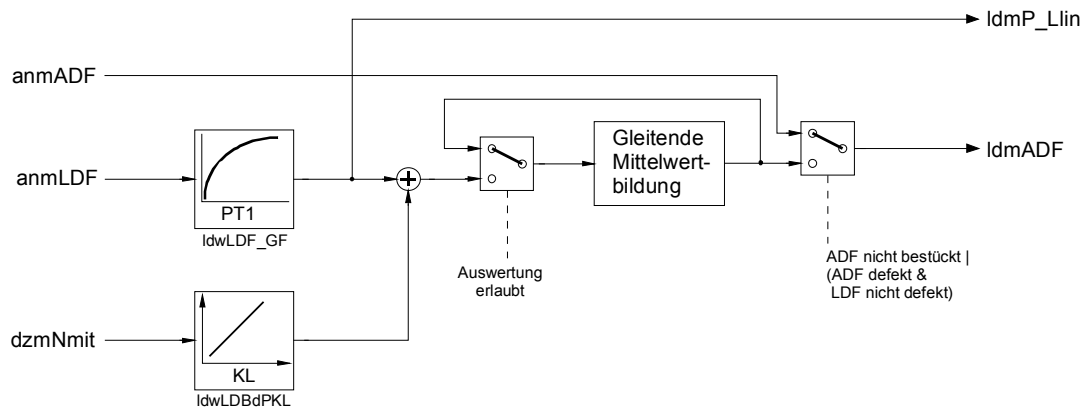 ldmP_Llin
anmADF
Gleitende
Mittelwert-
bildung
ldmADF
anmLDF
PT1
ldwLDF_GF
Auswertung
erlaubt
ADF nicht bestückt |
(ADF defekt &
LDF nicht defekt)
dzmNmit
KL
ldwLDBdPKL